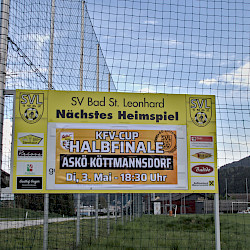 SVL
SV Bad St. Leonhard
SVL
Nächstes Heimspiel
KFV-CUP
HALBFINALE
ASKÖ KÖTTMANNSDORF
Di, 3. Mai - 18:30 Uhr